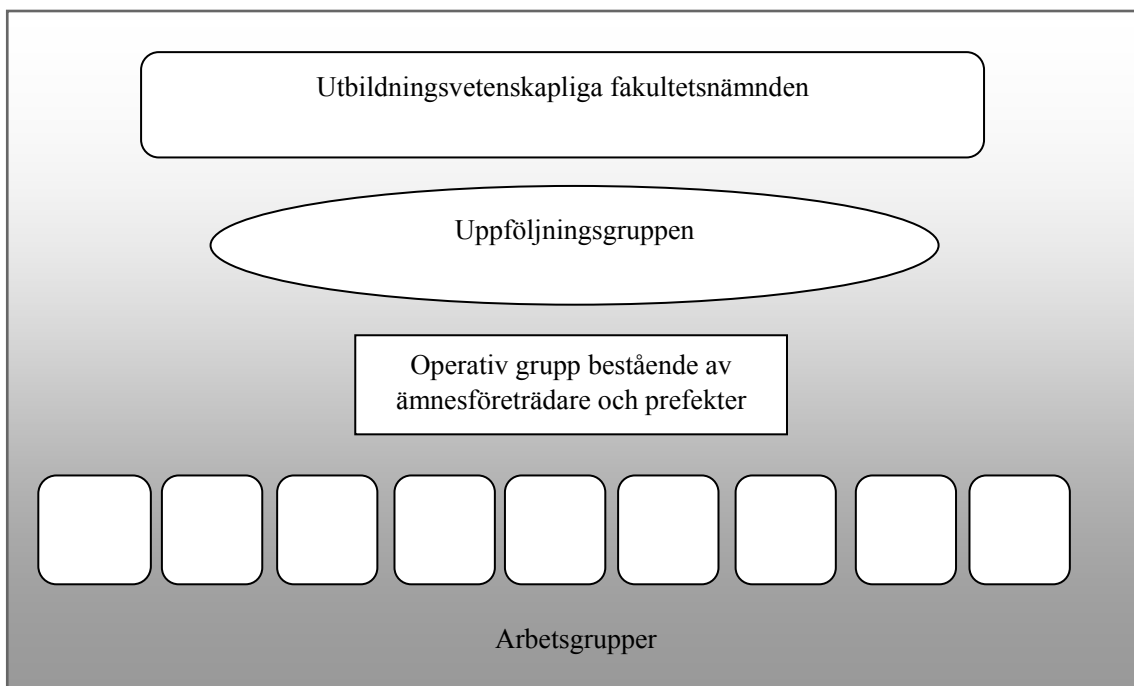 Utbildningsvetenskapliga fakultetsnämnden
Uppföljningsgruppen
Operativ grupp bestående av
ämnesföreträdare och prefekter
Arbetsgrupper